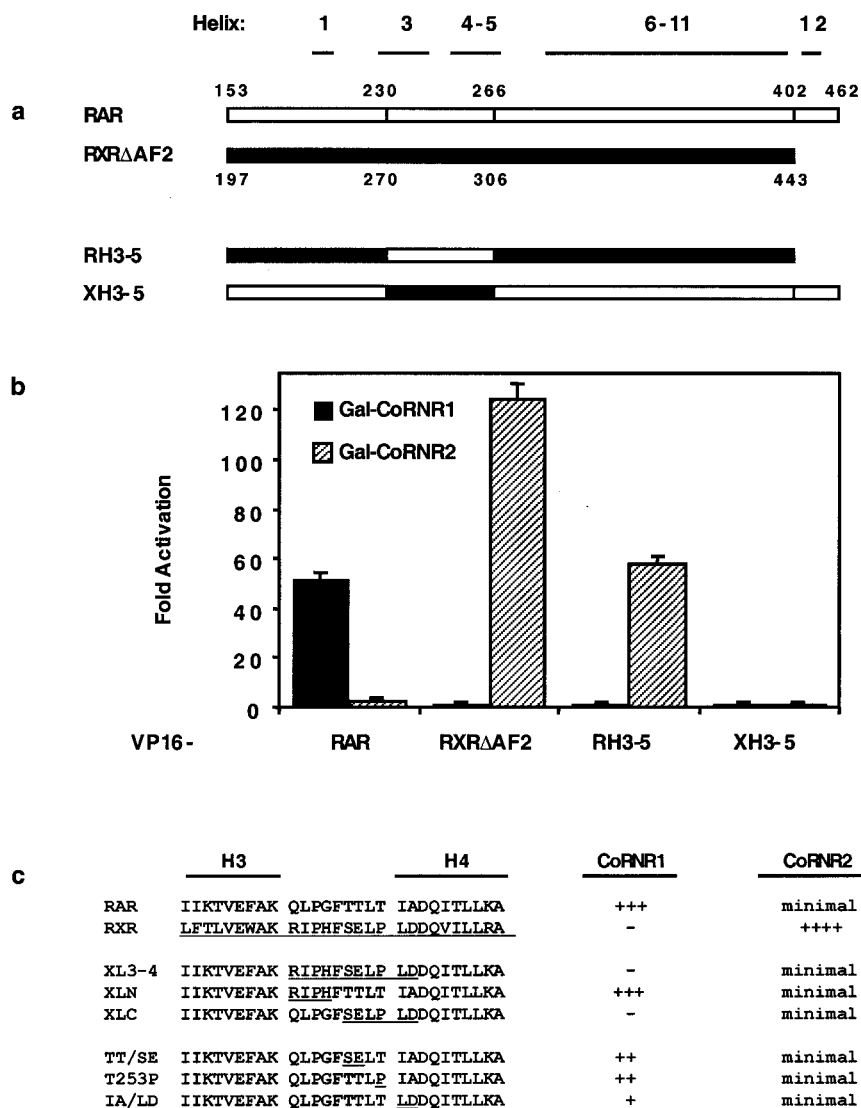 Helix: 1 3 4-5 6-11 12
a
153 230 266 402 462
RAR
RXRΔAF2
197 270 306 443
RH3-5
XH3-5
b
Gal-CoRNR1
Gal-CoRNR2
Fold Activation
120
100
80
60
40
20
0
VP16- RAR RXRΔAF2 RH3-5 XH3-5
c
H3 H4 CoRNR1 CoRNR2
RAR IIKTVEFAK QLPGFTTLT IADQITLLKA +++ minimal
RXR LFTLVEWAK RIPHFSELP LDDQVILLRA - ++++
XL3-4 IIKTVEFAK RIPHFSELP LDDQITLLKA - minimal
XLN IIKTVEFAK RIPHFTTLT IADQITLLKA +++ minimal
XLC IIKTVEFAK QLPGFSELP LDDQITLLKA - minimal
TT/SE IIKTVEFAK QLPGFSELT IADQITLLKA ++ minimal
T253P IIKTVEFAK QLPGFTTLP IADQITLLKA ++ minimal
IA/LD IIKTVEFAK QLPGFTTLT LDDQITLLKA + minimal